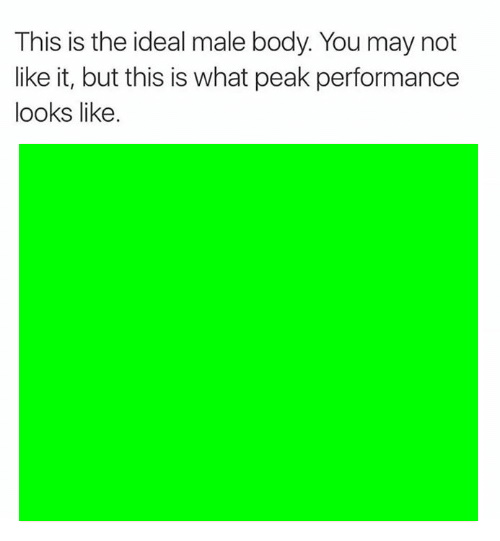 This is the ideal male body. You may not
like it, but this is what peak performance
looks like.